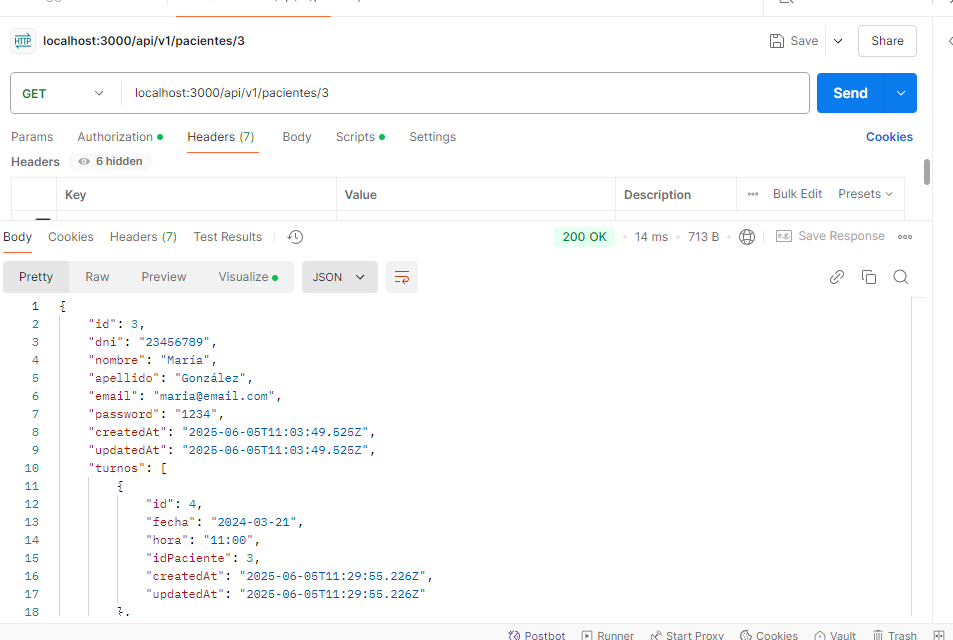 HTTP localhost:3000/api/v1/pacientes/3 Save Share
GET localhost:3000/api/v1/pacientes/3 Send
Params Authorization Headers (7) Body Scripts Settings Cookies
Headers 6 hidden
Key Value Description Bulk Edit Presets
Body Cookies Headers (7) Test Results 200 OK 14 ms 713 B e.g. Save Response
Pretty Raw Preview Visualize JSON
1 {
2 "id": 3,
3 "dni": "23456789",
4 "nombre": "María",
5 "apellido": "González",
6 "email": "maria@email.com",
7 "password": "1234",
8 "createdAt": "2025-06-05T11:03:49.525Z",
9 "updatedAt": "2025-06-05T11:03:49.525Z",
10 "turnos": [
11 {
12 "id": 4,
13 "fecha": "2024-03-21",
14 "hora": "11:00",
15 "idPaciente": 3,
16 "createdAt": "2025-06-05T11:29:55.226Z",
17 "updatedAt": "2025-06-05T11:29:55.226Z"
18 },
Postbot Runner Start Proxy Cookies Vault Trash